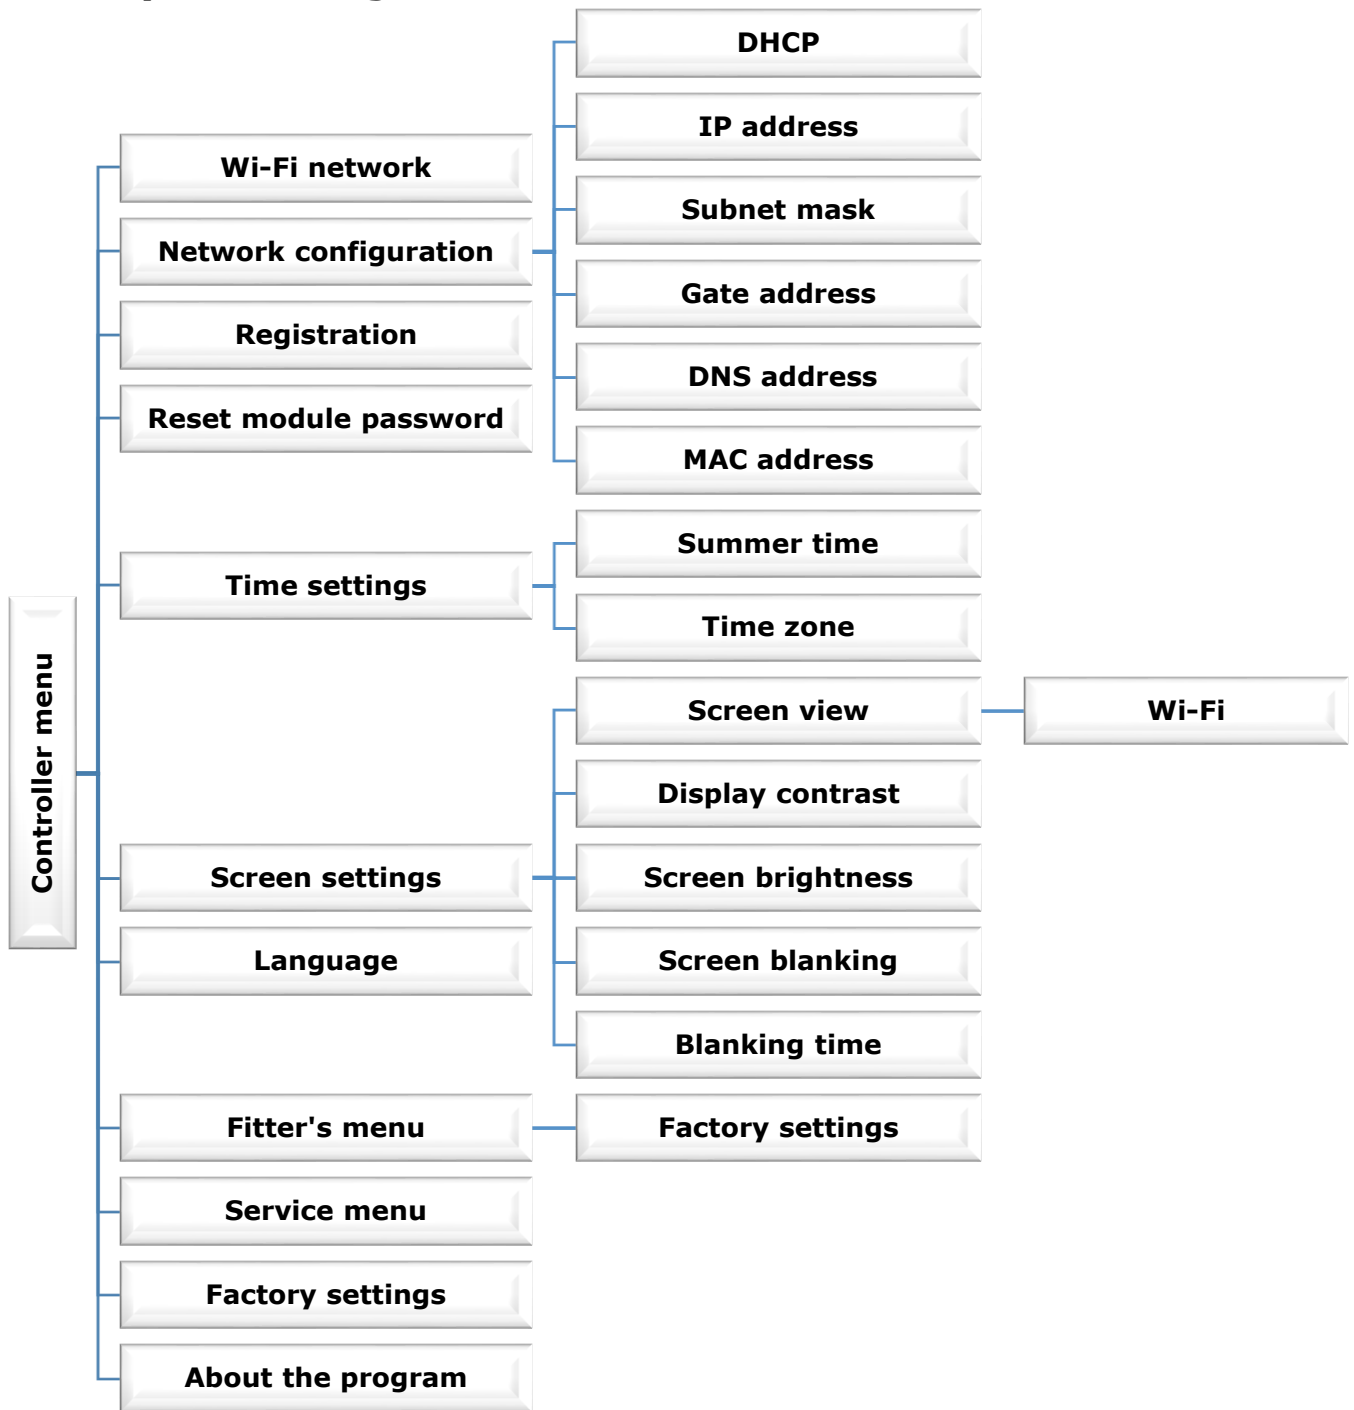 Controller menu
Wi-Fi network
Network configuration
DHCP
IP address
Subnet mask
Gate address
DNS address
MAC address
Registration
Reset module password
Time settings
Summer time
Time zone
Screen settings
Screen view
Wi-Fi
Display contrast
Screen brightness
Screen blanking
Blanking time
Language
Fitter's menu
Factory settings
Service menu
Factory settings
About the program